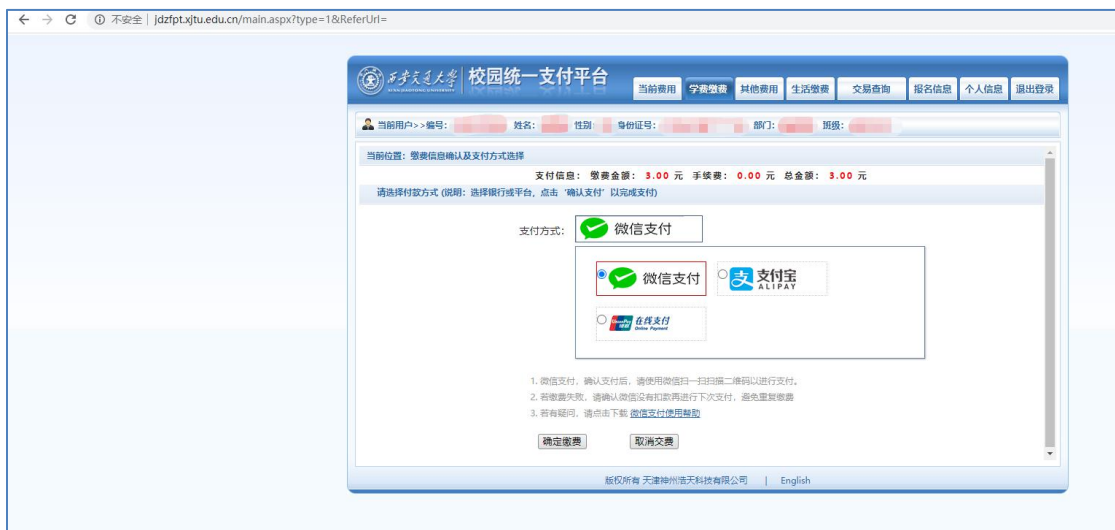 不安全 | jdzfpt.xjtu.edu.cn/main.aspx?type=1&ReferUrl=
西安交通大学 校园统一支付平台
当前费用 学费缴费 其他费用 生活缴费 交易查询 报名信息 个人信息 退出登录
当前用户>>编号: 姓名: 性别: 身份证号: 部门: 班级:
当前位置: 缴费信息确认及支付方式选择
支付信息: 缴费金额: 3.00 元 手续费: 0.00 元 总金额: 3.00 元
请选择付款方式 (说明: 选择银行或平台, 点击‘确认支付’以完成支付)
支付方式: 微信支付
微信支付 支付宝 ALIPAY
UnionPay 银联 在线支付 Online Payment
1. 微信支付, 确认支付后, 请使用微信扫一扫扫描二维码以进行支付。
2. 若缴费失败, 请确认微信没有扣款再进行下次支付, 避免重复缴费
3. 若有疑问, 请点击下载 微信支付使用帮助
确定缴费 取消交费
版权所有 天津神州浩天科技有限公司 | English